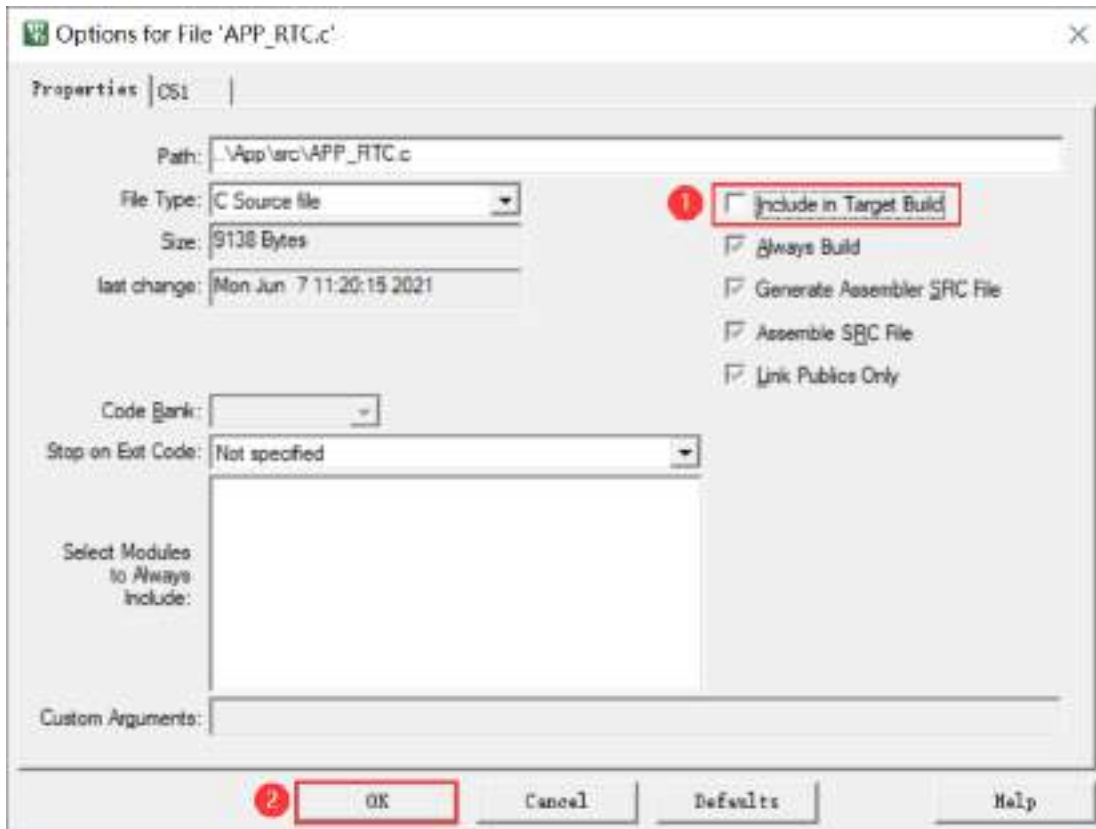 Options for File 'APP_RTC.c'
Properties C51
Path: ..\App\src\APP_RTC.c
File Type: C Source file
1 Include in Target Build
Size: 9138 Bytes
Always Build
last change: Mon Jun 7 11:20:15 2021
Generate Assembler SRC File
Assemble SRC File
Link Publics Only
Code Bank:
Stop on Exit Code: Not specified
Select Modules
to Always
Include:
Custom Arguments:
2 OK Cancel Defaults Help